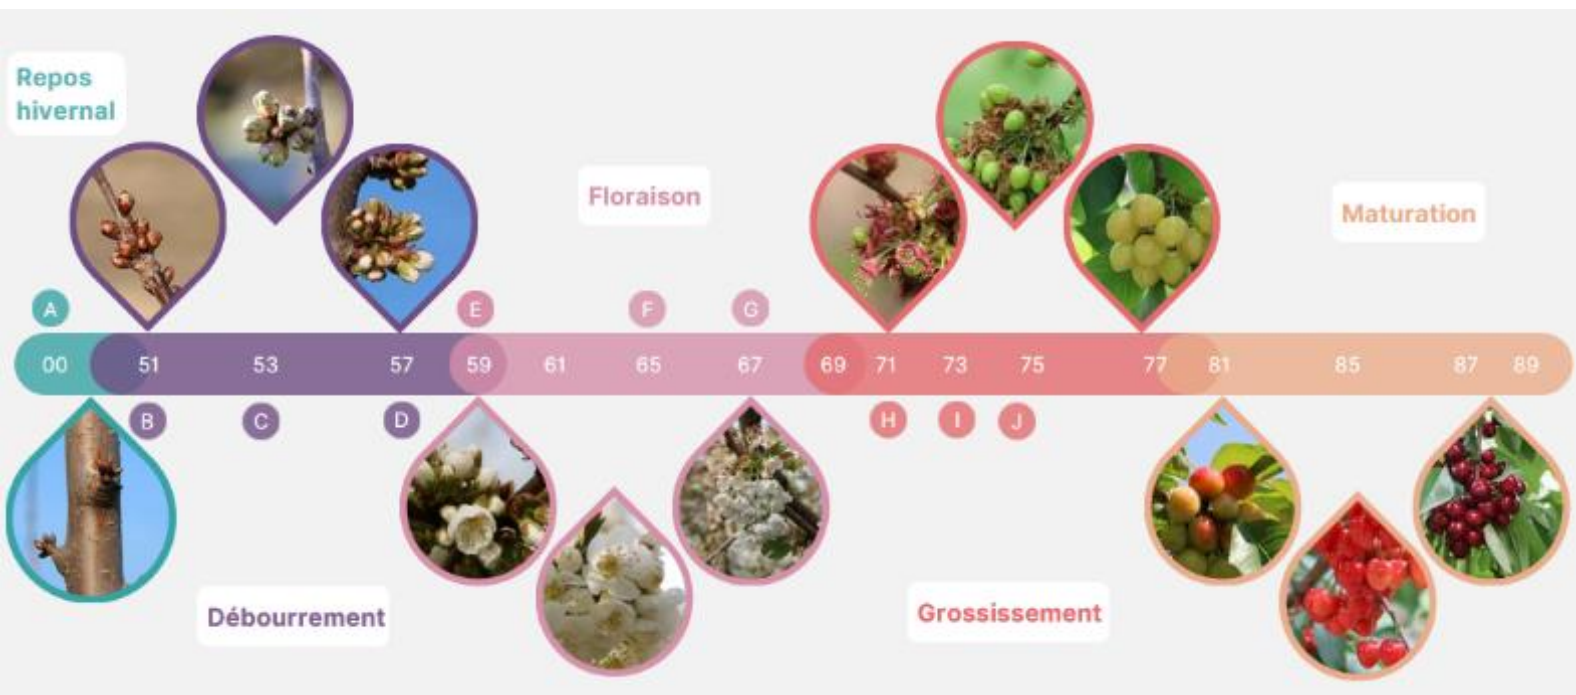 Repos
hivernal
Floraison
Maturation
A
E
F
G
00
51
53
57
59
61
65
67
69
71
73
75
77
81
85
87
89
B
C
D
H
I
J
Débourrement
Grossissement